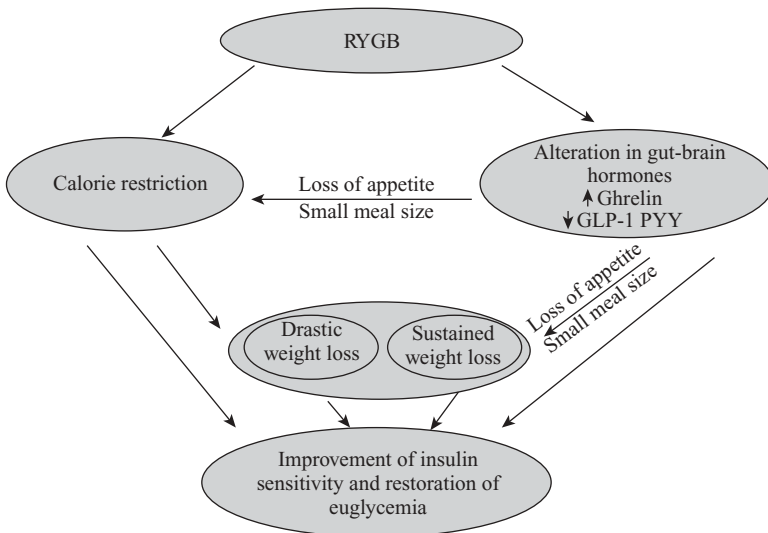 RYGB
Calorie restriction
Loss of appetite
Small meal size
Alteration in gut-brain
hormones
↑ Ghrelin
↓ GLP-1 PYY
Loss of appetite
Small meal size
Drastic
weight loss
Sustained
weight loss
Improvement of insulin
sensitivity and restoration of
euglycemia